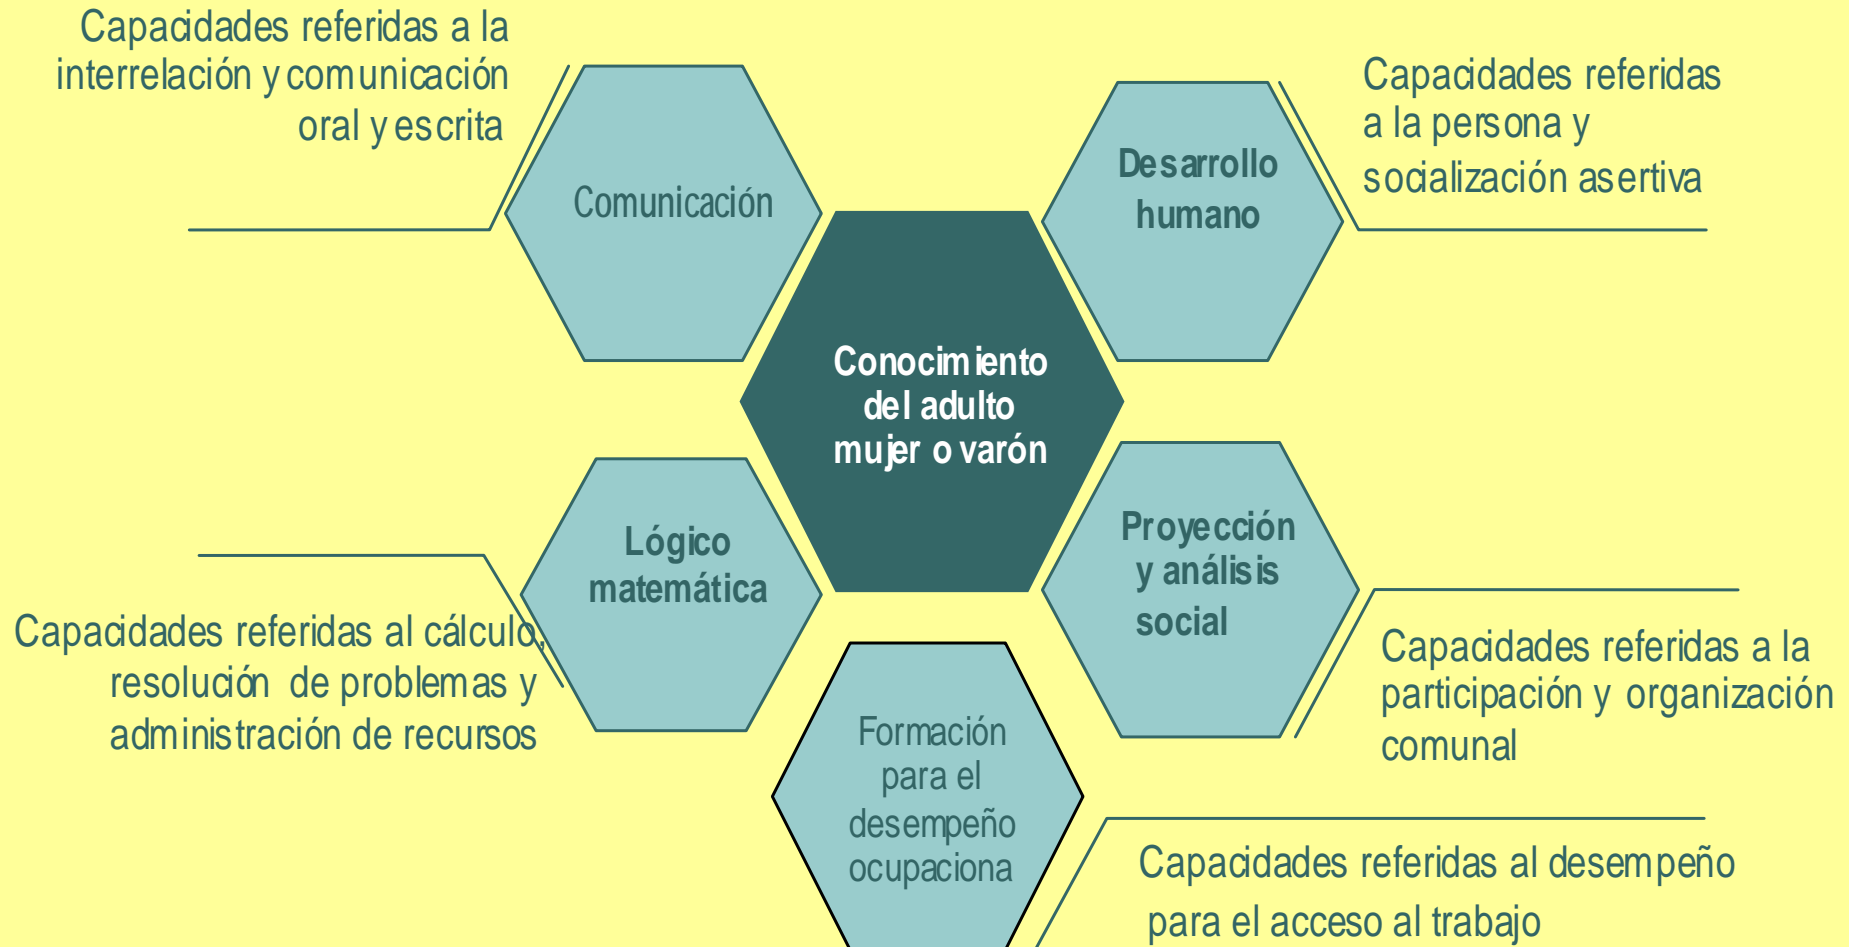 Capacidades referidas a la
interrelación y comunicación
oral y escrita
Comunicación
Desarrollo
humano
Capacidades referidas
a la persona y
socialización asertiva
Conocimiento
del adulto
mujer o varón
Lógico
matemática
Capacidades referidas al cálculo,
resolución de problemas y
administración de recursos
Proyección
y análisis
social
Capacidades referidas a la
participación y organización
comunal
Formación
para el
desempeño
ocupaciona
Capacidades referidas al desempeño
para el acceso al trabajo